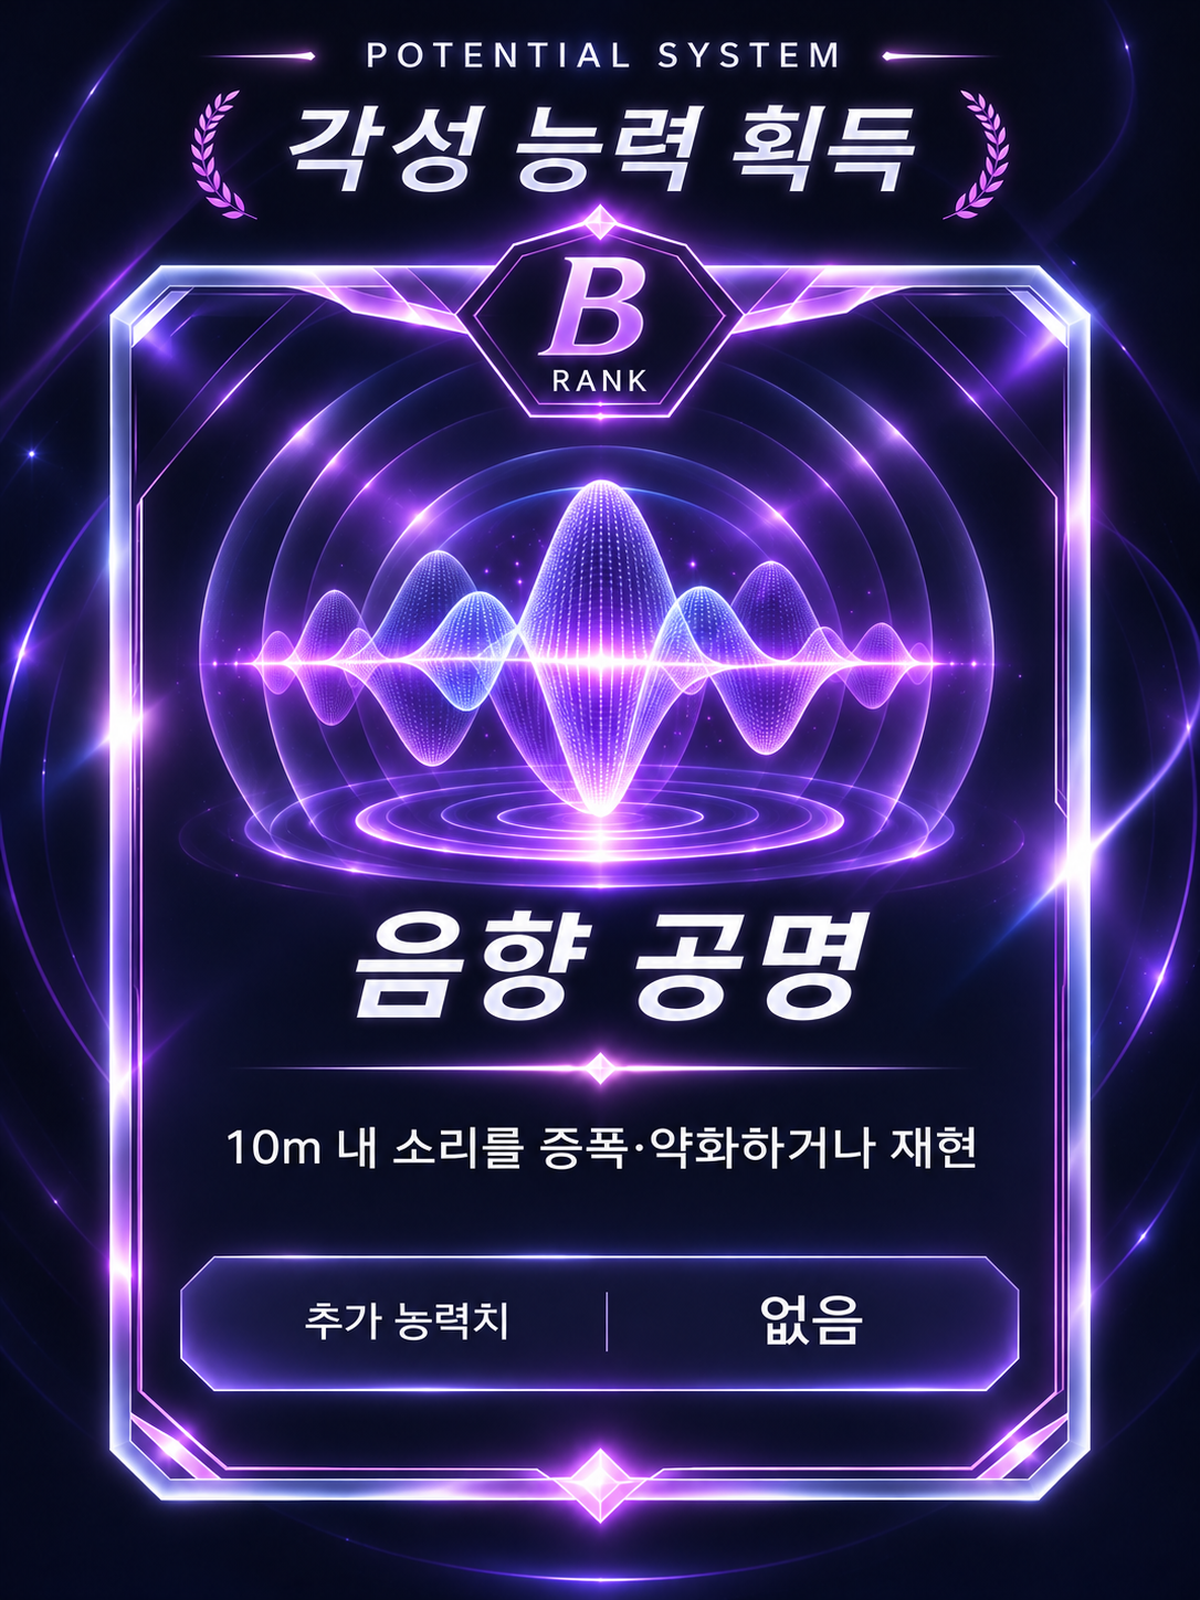 POTENTIAL SYSTEM
각성 능력 획득
B
RANK
음향 공명
10m 내 소리를 증폭·약화하거나 재현
추가 능력치
없음